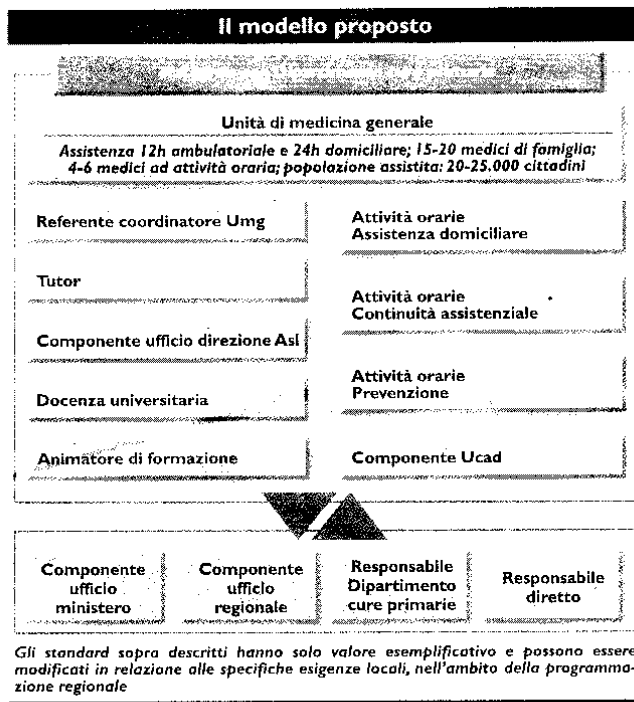 Il modello proposto
Unità di medicina generale
Assistenza 12h ambulatoriale e 24h domiciliare; 15-20 medici di famiglia;
4-6 medici ad attività oraria; popolazione assistita: 20-25.000 cittadini
Referente coordinatore Umg
Tutor
Componente ufficio direzione Asl
Docenza universitaria
Animatore di formazione
Attività orarie
Assistenza domiciliare
Attività orarie
Continuità assistenziale
Attività orarie
Prevenzione
Componente Ucad
Componente
ufficio
ministero
Componente
ufficio
regionale
Responsabile
Dipartimento
cure primarie
Responsabile
diretto
Gli standard sopra descritti hanno solo valore esemplificativo e possono essere
modificati in relazione alle specifiche esigenze locali, nell'ambito della programma-
zione regionale